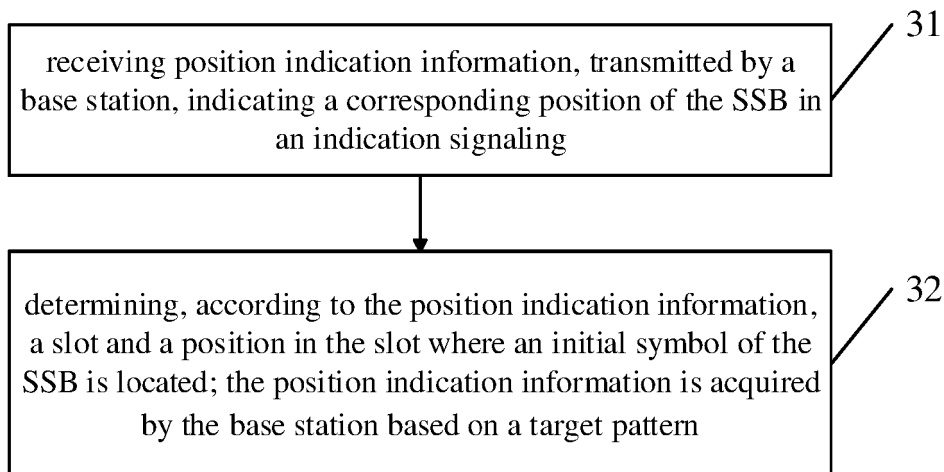 31
receiving position indication information, transmitted by a
base station, indicating a corresponding position of the SSB in
an indication signaling
32
determining, according to the position indication information,
a slot and a position in the slot where an initial symbol of the
SSB is located; the position indication information is acquired
by the base station based on a target pattern